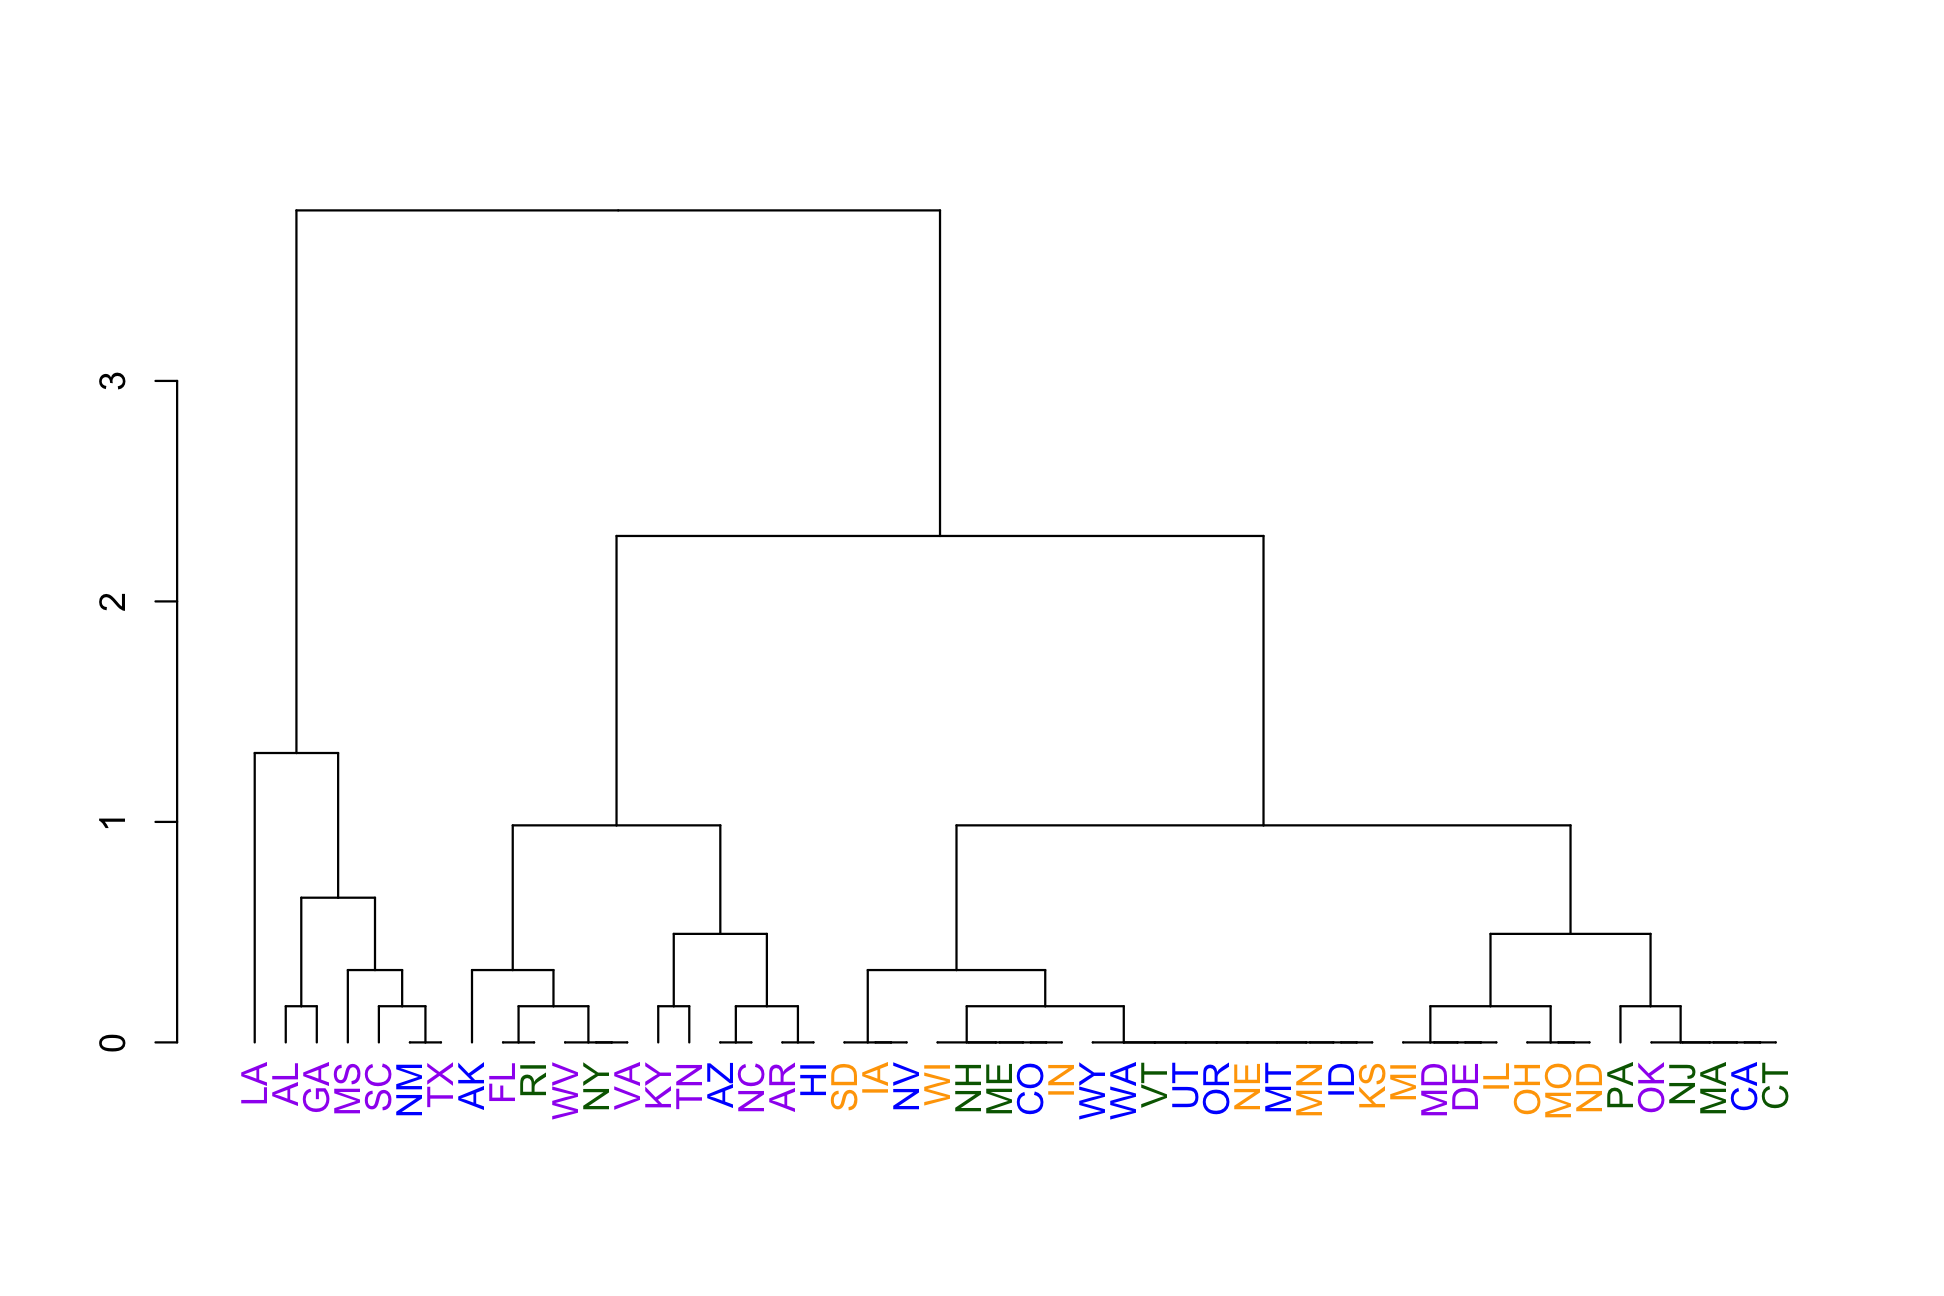 3
2
1
0
LA AL GA MS SC NM TX AK FL RI WV NY VA KY TN AZ NC AR HI SD IA NV WI NH ME CO IN WY WA VT UT OR NE MT MN ID KS MI MD DE IL OH MO ND PA OK NJ MA CA CT